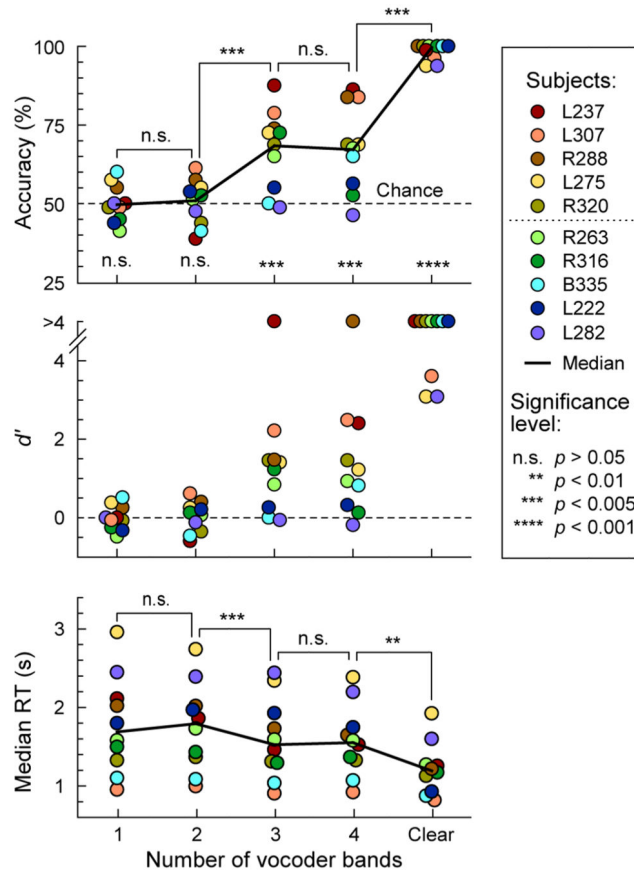 ***
n.s.
***
n.s.
Accuracy (%)
100
75
50
25
Chance
n.s.
n.s.
***
***
****
d′
>4
4
2
0
n.s.
***
n.s.
**
Median RT (s)
3
2
1
1
2
3
4
Clear
Number of vocoder bands
Subjects:
L237
L307
R288
L275
R320
R263
R316
B335
L222
L282
Median
Significance
level:
n.s. p > 0.05
** p < 0.01
*** p < 0.005
**** p < 0.001